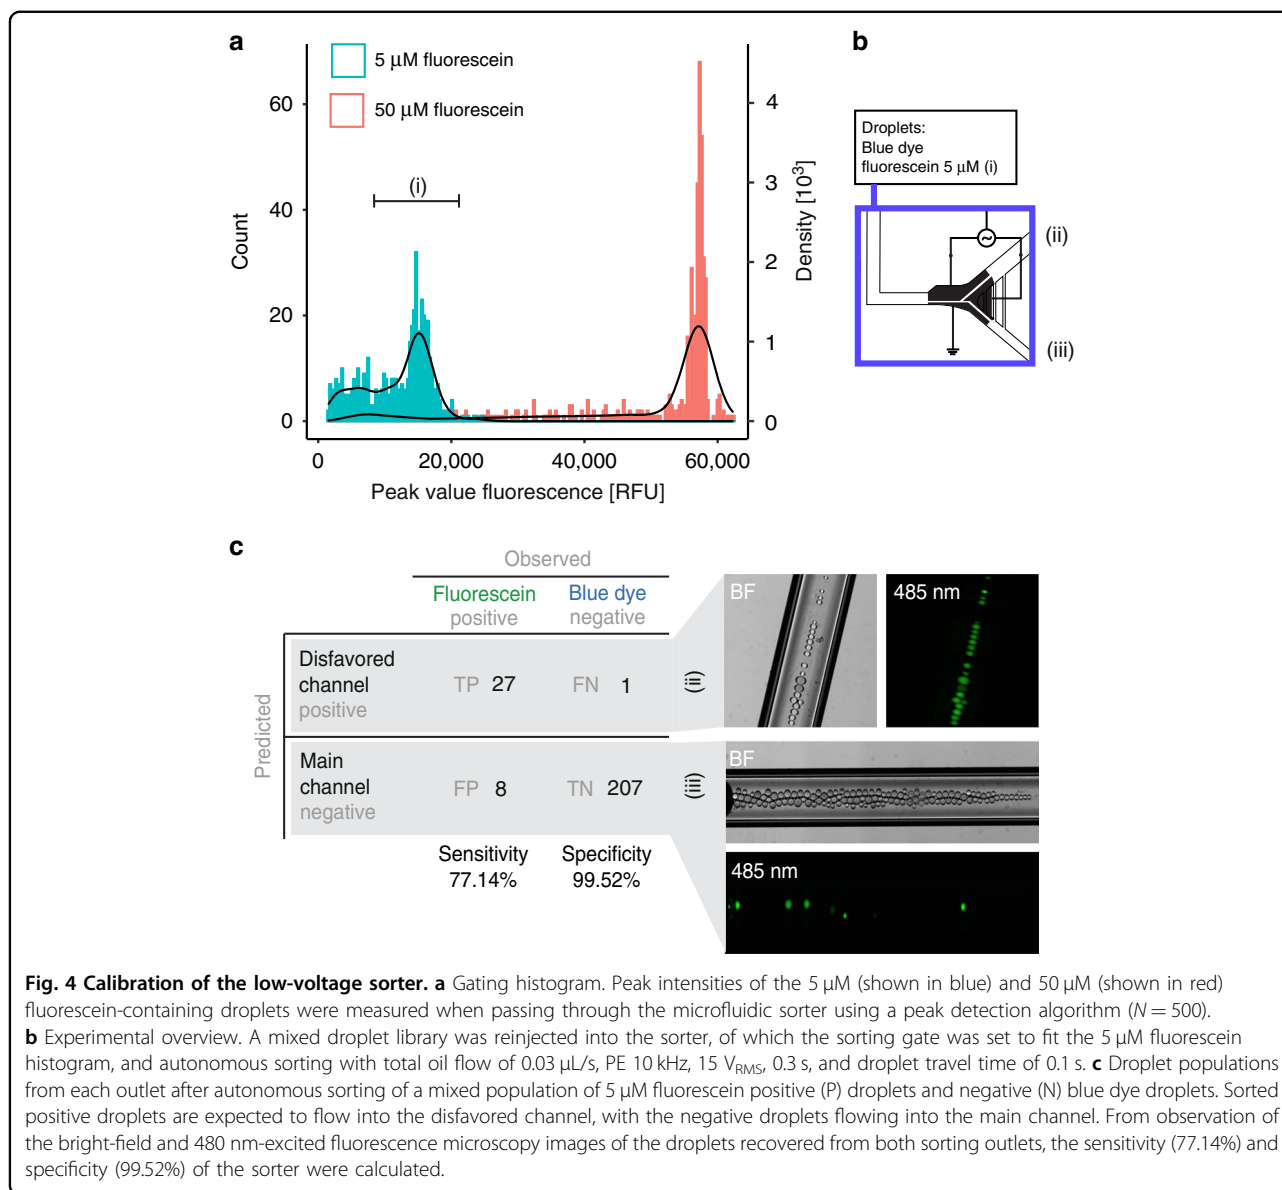 a
5 μM fluorescein
50 μM fluorescein
(i)
Count
60
40
20
0
Density [10³]
4
3
2
1
0
0
20,000
40,000
60,000
Peak value fluorescence [RFU]
b
Droplets:
Blue dye
fluorescein 5 μM (i)
(ii)
(iii)
c
Observed
Fluorescein
positive
Blue dye
negative
Predicted
Disfavored
channel
positive
TP 27
FN 1
Main
channel
negative
FP 8
TN 207
Sensitivity
77.14%
Specificity
99.52%
(ii)
BF
485 nm
(iii)
BF
485 nm
Fig. 4 Calibration of the low-voltage sorter. a Gating histogram. Peak intensities of the 5 μM (shown in blue) and 50 μM (shown in red)
fluorescein-containing droplets were measured when passing through the microfluidic sorter using a peak detection algorithm (N = 500).
b Experimental overview. A mixed droplet library was reinjected into the sorter, of which the sorting gate was set to fit the 5 μM fluorescein
histogram, and autonomous sorting with total oil flow of 0.03 μL/s, PE 10 kHz, 15 VRMS, 0.3 s, and droplet travel time of 0.1 s. c Droplet populations
from each outlet after autonomous sorting of a mixed population of 5 μM fluorescein positive (P) droplets and negative (N) blue dye droplets. Sorted
positive droplets are expected to flow into the disfavored channel, with the negative droplets flowing into the main channel. From observation of
the bright-field and 480 nm-excited fluorescence microscopy images of the droplets recovered from both sorting outlets, the sensitivity (77.14%) and
specificity (99.52%) of the sorter were calculated.